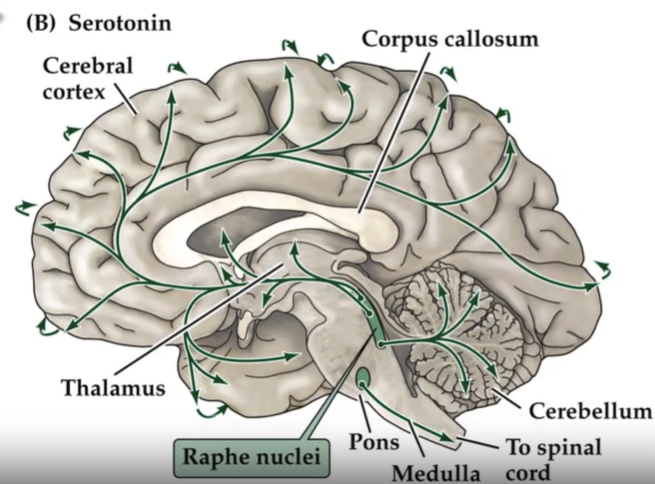 (B) Serotonin
Corpus callosum
Cerebral
cortex
Thalamus
Raphe nuclei
Pons
Medulla
To spinal
cord
Cerebellum